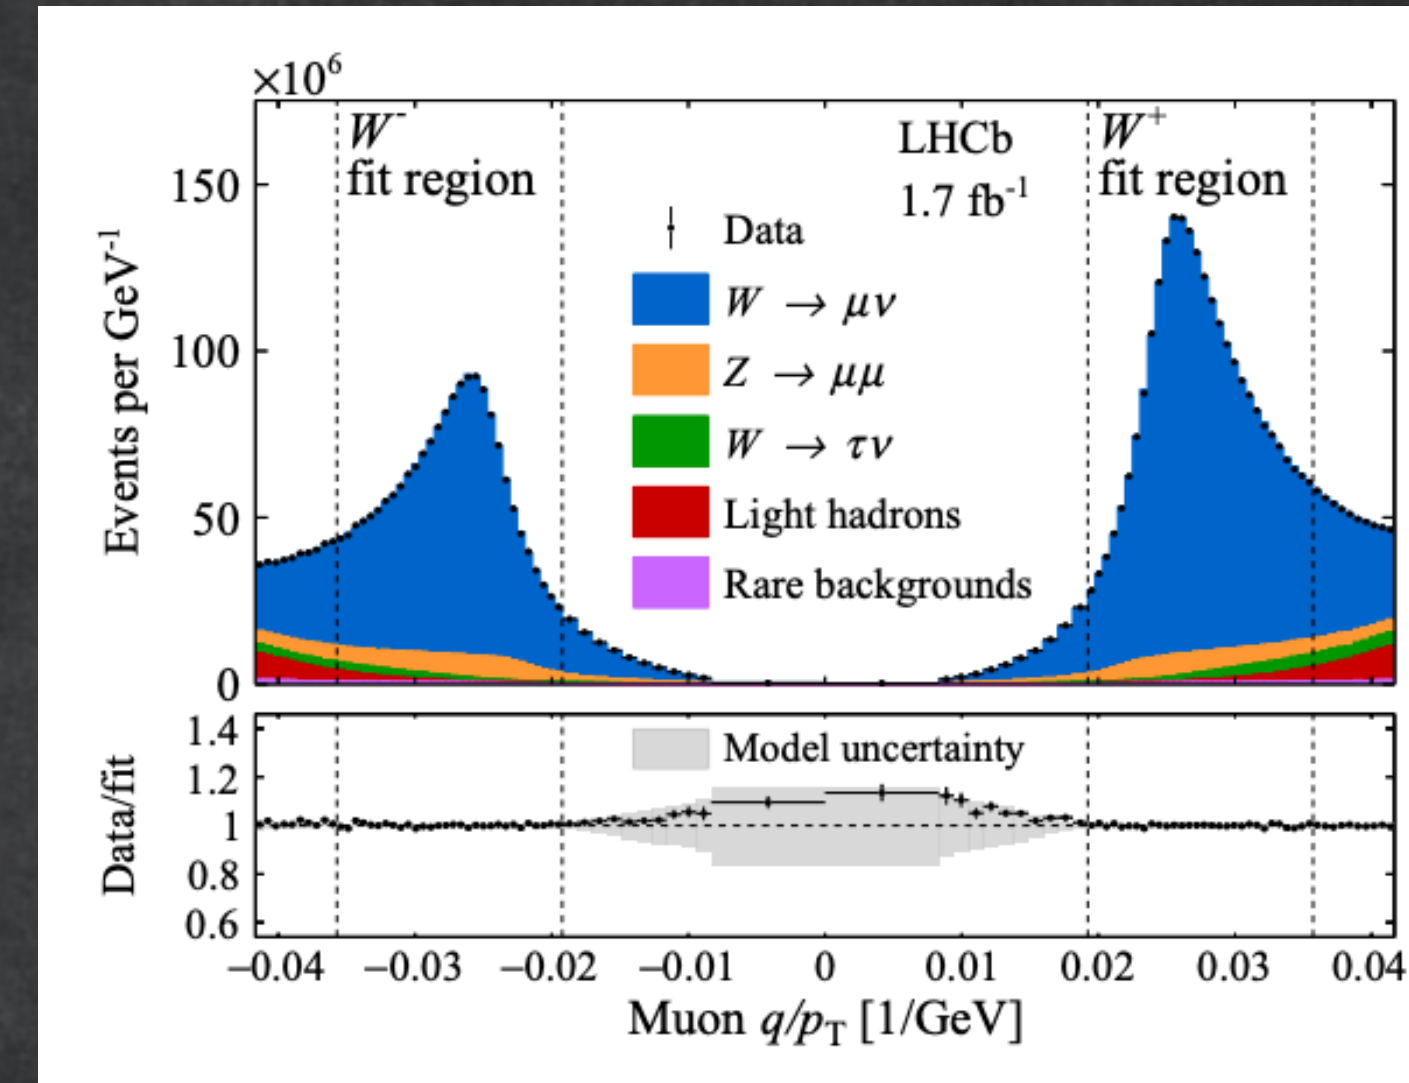 ×10⁶
W⁻
fit region
LHCb
1.7 fb⁻¹
W⁺
fit region
Events per GeV⁻¹
150
100
50
0
Data
W → μν
Z → μμ
W → τν
Light hadrons
Rare backgrounds
Data/fit
1.4
1.2
1
0.8
0.6
Model uncertainty
−0.04 −0.03 −0.02 −0.01 0 0.01 0.02 0.03 0.04
Muon q/p_T [1/GeV]